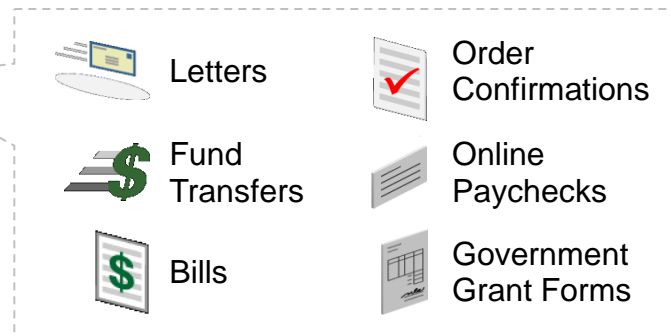 Letters
Fund
Transfers
$
Bills
Order
Confirmations
Online
Paychecks
Government
Grant Forms